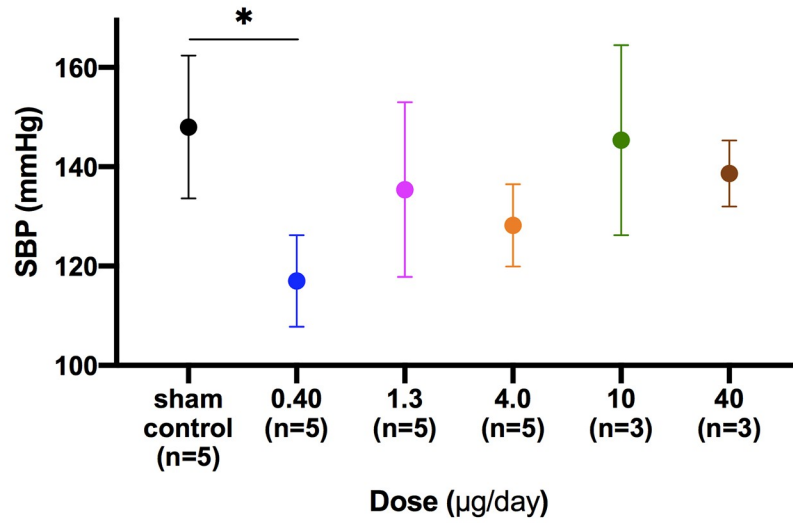 *
SBP (mmHg)
160
140
120
100
sham
control
(n=5)
0.40
(n=5)
1.3
(n=5)
4.0
(n=5)
10
(n=3)
40
(n=3)
Dose (µg/day)